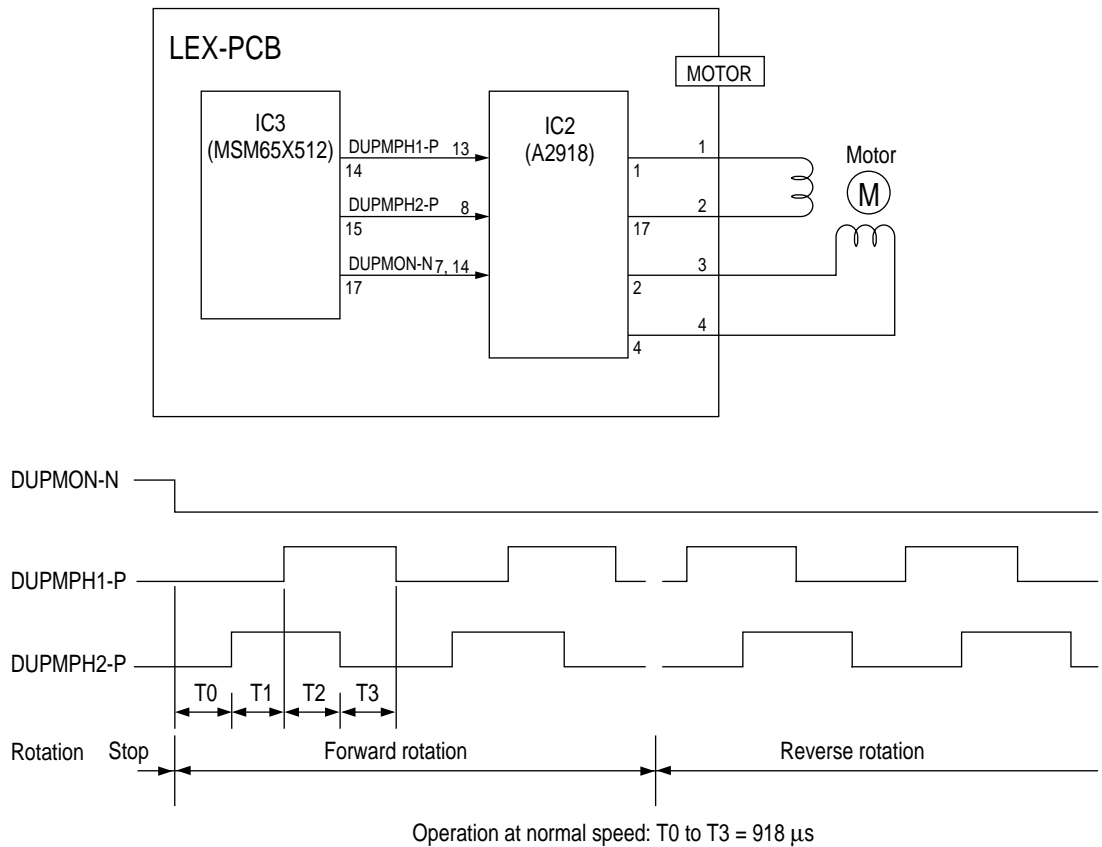 LEX-PCB
MOTOR
IC3
(MSM65X512)
IC2
(A2918)
DUPMPH1-P 13
14
DUPMPH2-P 8
15
DUPMON-N 7, 14
17
1
1
2
17
3
2
4
4
Motor
M
DUPMON-N
DUPMPH1-P
DUPMPH2-P
T0 T1 T2 T3
Rotation Stop Forward rotation Reverse rotation
Operation at normal speed: T0 to T3 = 918 μs